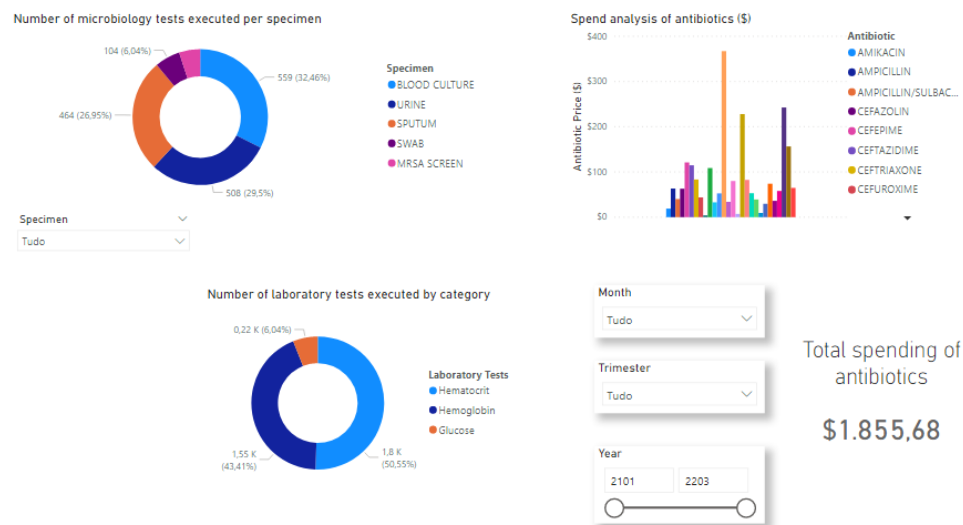 Number of microbiology tests executed per specimen
104 (6,04%)
559 (32,46%)
464 (26,95%)
508 (29,5%)
Specimen
BLOOD CULTURE
URINE
SPUTUM
SWAB
MRSA SCREEN
Specimen
Tudo
Spend analysis of antibiotics ($)
Antibiotic Price ($)
$400
$300
$200
$100
$0
Antibiotic
AMIKACIN
AMPICILLIN
AMPICILLIN/SULBAC...
CEFAZOLIN
CEFEPIME
CEFTAZIDIME
CEFTRIAXONE
CEFUROXIME
Number of laboratory tests executed by category
0,22 K (6,04%)
1,55 K
(43,41%)
1,8 K
(50,55%)
Laboratory Tests
Hematocrit
Hemoglobin
Glucose
Month
Tudo
Trimester
Tudo
Year
2101 2203
Total spending of
antibiotics
$1.855,68